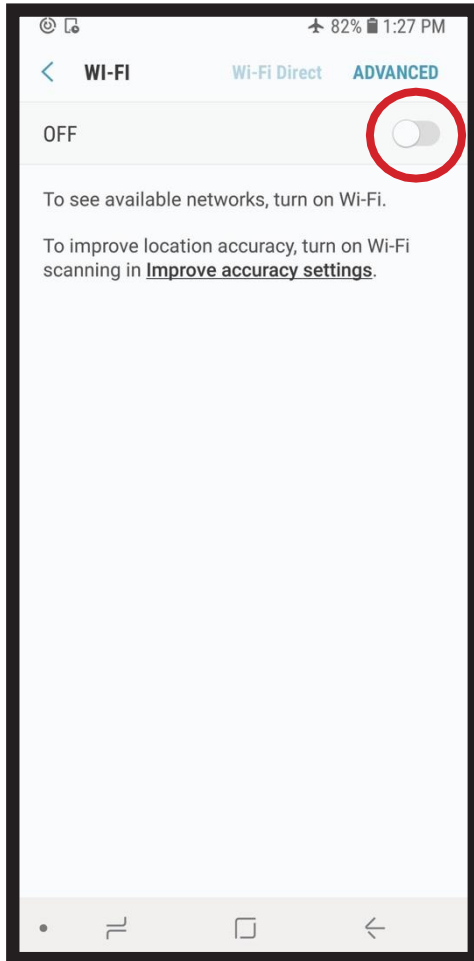 82% 1:27 PM
WI-FI Wi-Fi Direct ADVANCED
OFF
To see available networks, turn on Wi-Fi.
To improve location accuracy, turn on Wi-Fi
scanning in Improve accuracy settings.